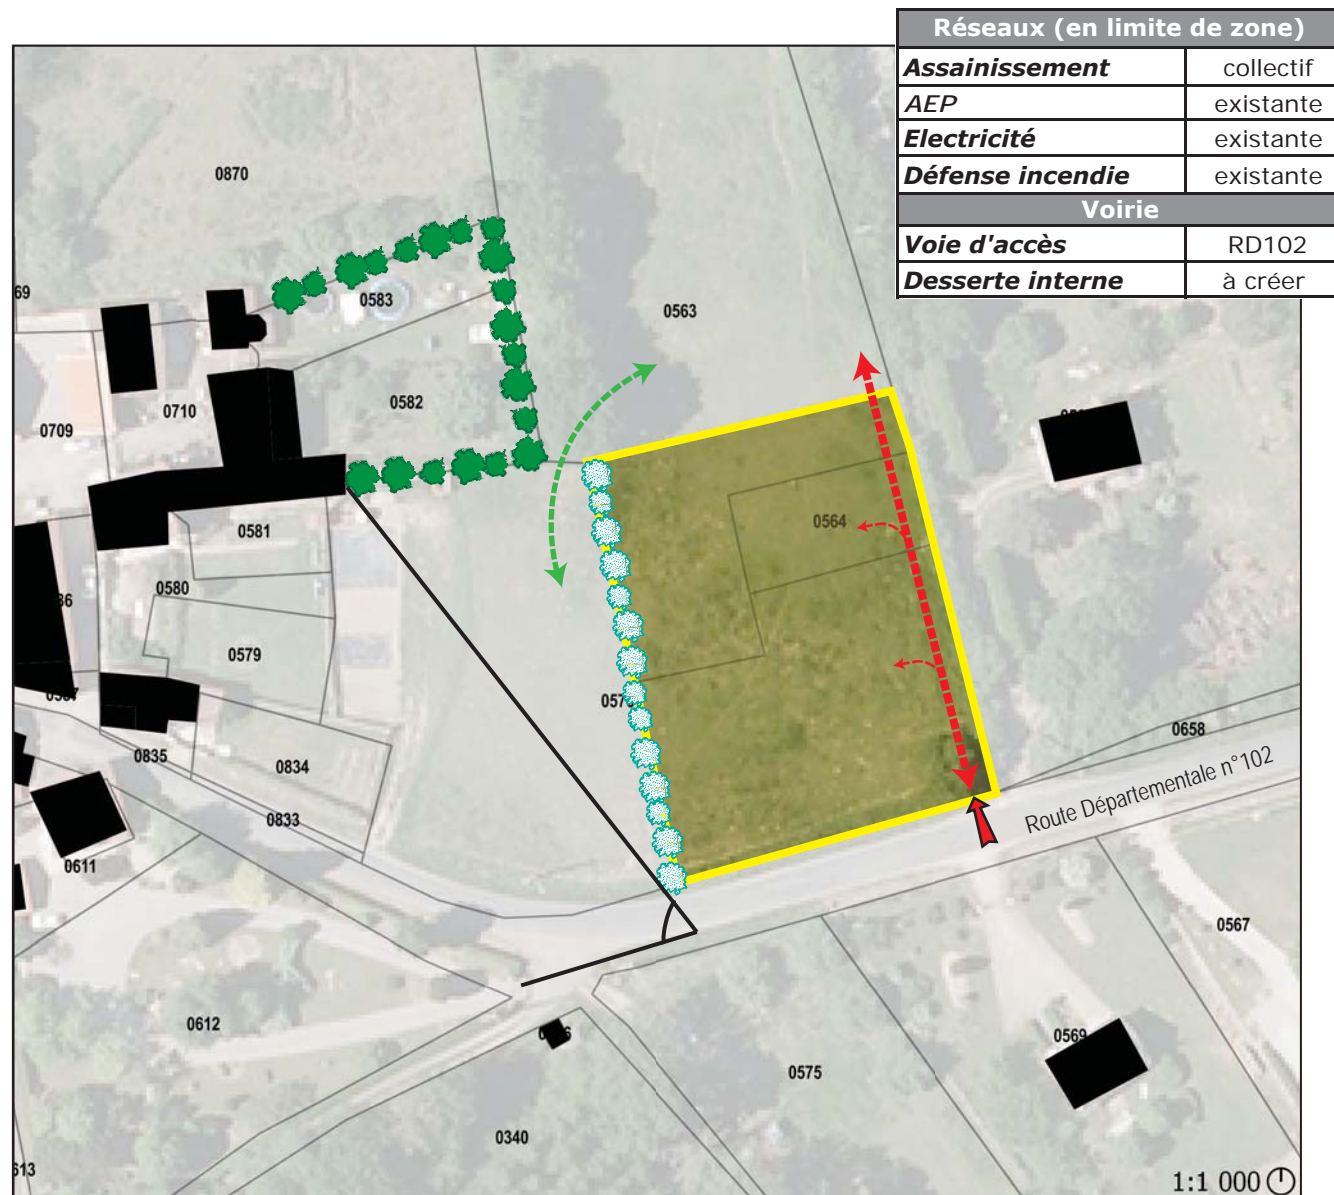 Réseaux (en limite de zone)
Assainissement collectif
AEP existante
Electricité existante
Défense incendie existante
Voirie
Voie d'accès RD102
Desserte interne à créer
0870
69
0583
0563
0710
0582
0709
0564
0581
0580
0579
0658
0835
0834
Route Départementale n°102
0833
0611
0567
0612
0569
0575
0340
613
1:1 000